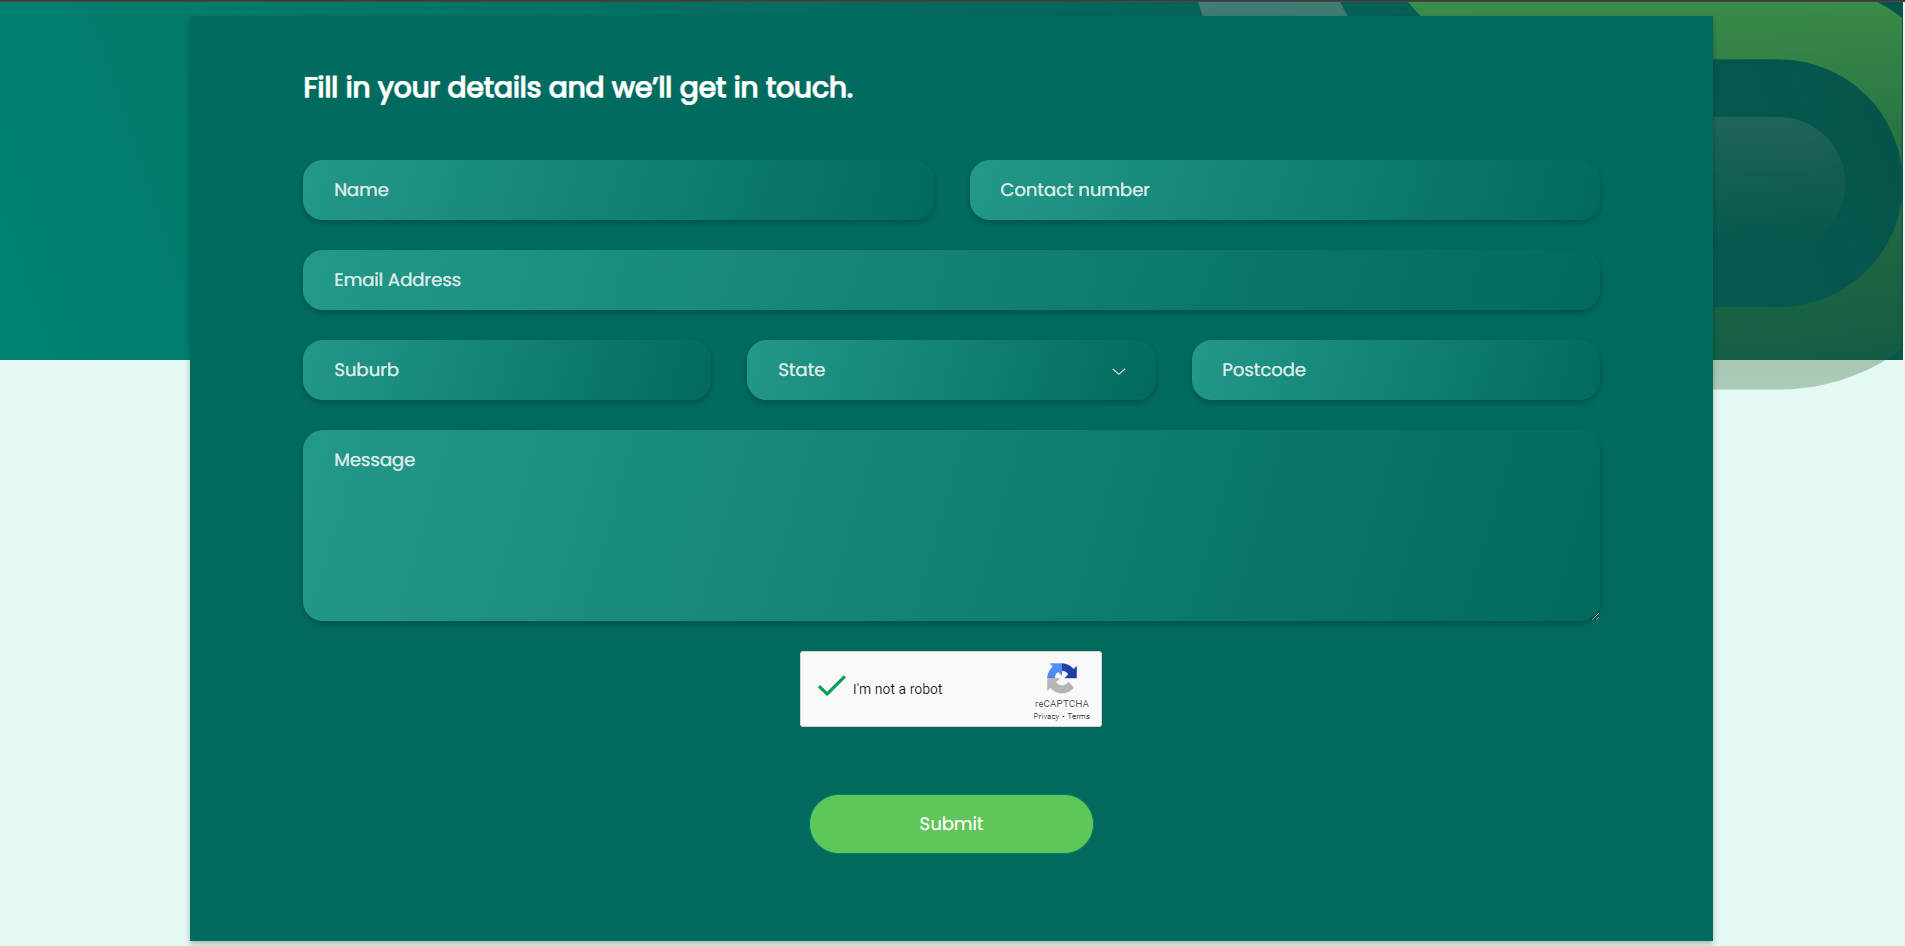 Fill in your details and we’ll get in touch.
Name
Contact number
Email Address
Suburb
State
Postcode
Message
I'm not a robot
reCAPTCHA
Privacy - Terms
Submit